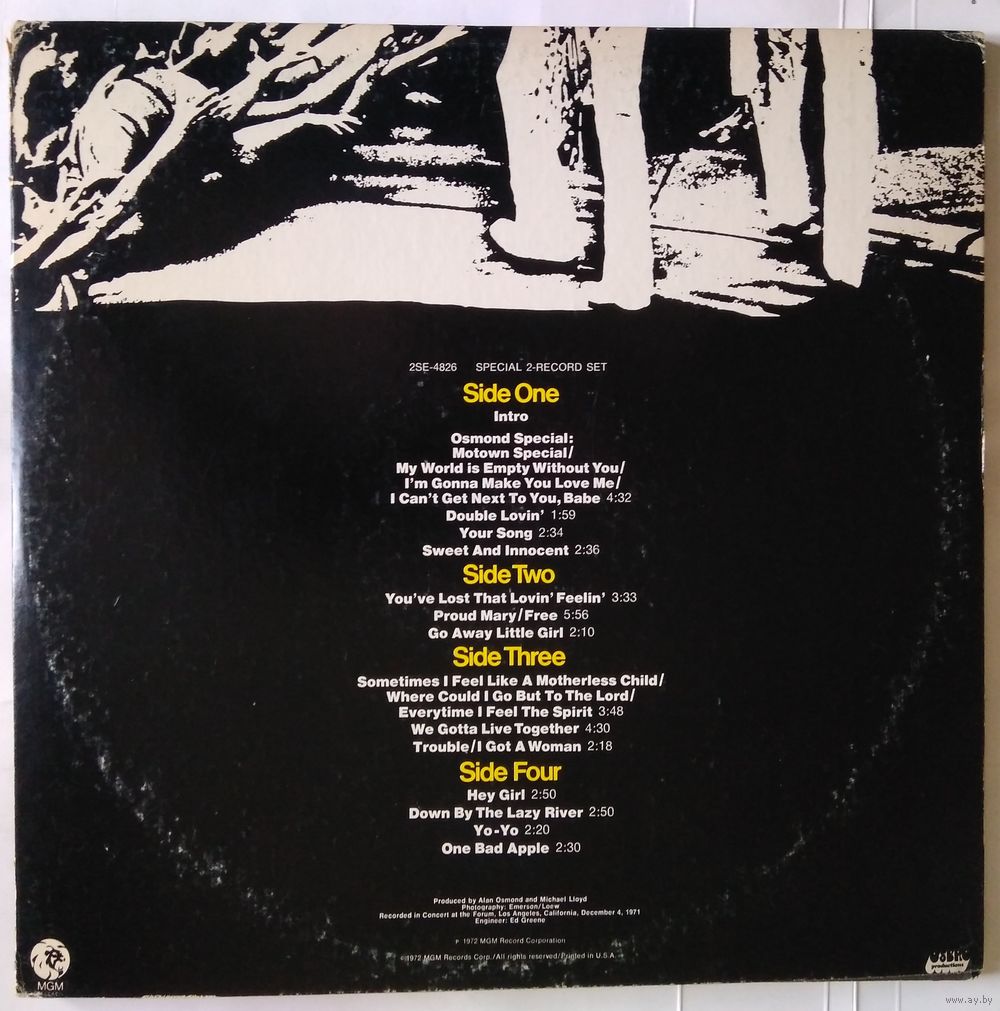 2SE-4826 SPECIAL 2-RECORD SET
Side One
Intro
Osmond Special:
Motown Special/
My World is Empty Without You/
I'm Gonna Make You Love Me/
I Can't Get Next To You, Babe 4:32
Double Lovin' 1:59
Your Song 2:34
Sweet And Innocent 2:36
Side Two
You've Lost That Lovin' Feelin' 3:33
Proud Mary/Free 5:56
Go Away Little Girl 2:10
Side Three
Sometimes I Feel Like A Motherless Child/
Where Could I Go But To The Lord/
Everytime I Feel The Spirit 3:48
We Gotta Live Together 4:30
Trouble/I Got A Woman 2:18
Side Four
Hey Girl 2:50
Down By The Lazy River 2:50
Yo-Yo 2:20
One Bad Apple 2:30
Produced by Alan Osmond and Michael Lloyd
Photography: Emerson/Loew
Recorded in Concert at the Forum, Los Angeles, California, December 4, 1971
Engineer: Ed Greene
P 1972 MGM Record Corporation
©1972 MGM Records Corp./All rights reserved/Printed in U.S.A.
MGM
productions
www.ay.by